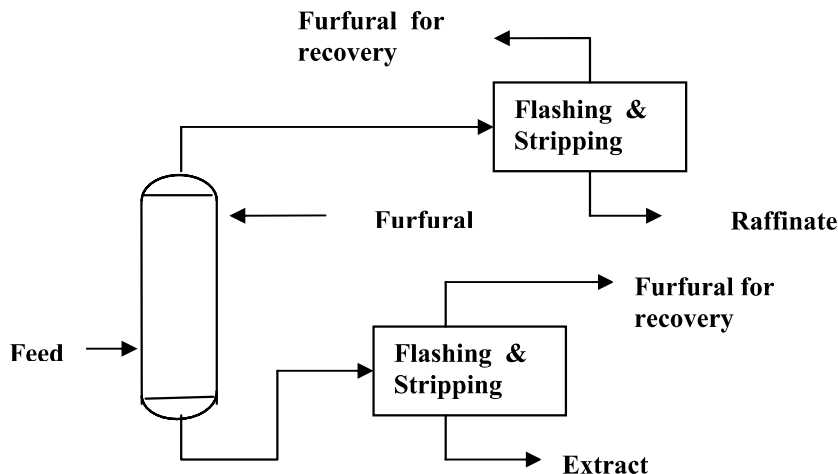 Furfural for
recovery
Flashing &
Stripping
Furfural
Raffinate
Furfural for
recovery
Feed
Flashing &
Stripping
Extract